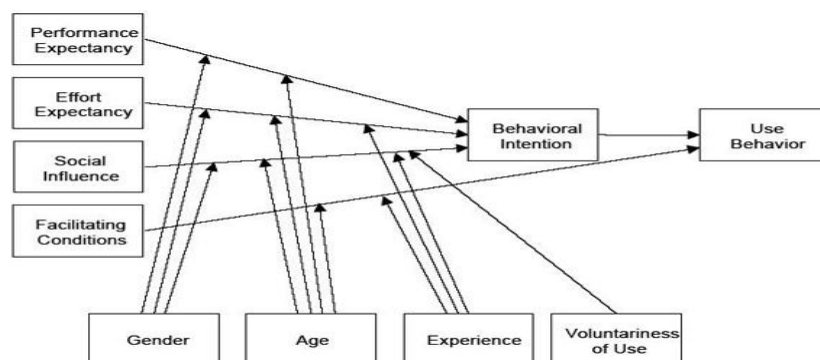 Performance
Expectancy
Effort
Expectancy
Social
Influence
Facilitating
Conditions
Behavioral
Intention
Use
Behavior
Gender
Age
Experience
Voluntariness
of Use